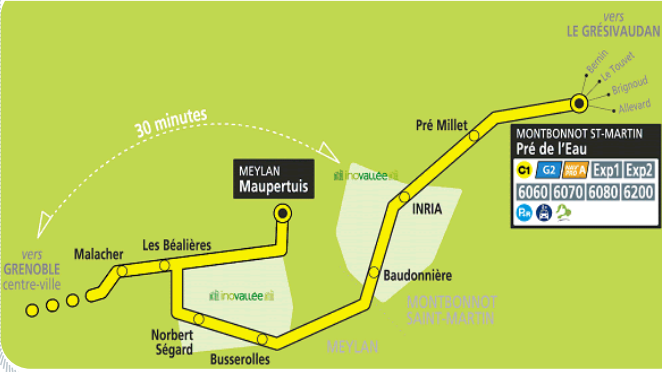 vers
LE GRÉSIVAUDAN
Bernin
Le Touvet
Brignoud
Allevard
30 minutes
Pré Millet
MONTBONNOT ST-MARTIN
Pré de l'Eau
C1 G2 A Exp1 Exp2
6060 6070 6080 6200
P+R
inovallée
MEYLAN
Maupertuis
INRIA
vers
GRENOBLE
centre-ville
Malacher
Les Béalières
Baudonnière
inovallée
MONTBONNOT
SAINT-MARTIN
Norbert
Ségard
Busserolles
MEYLAN